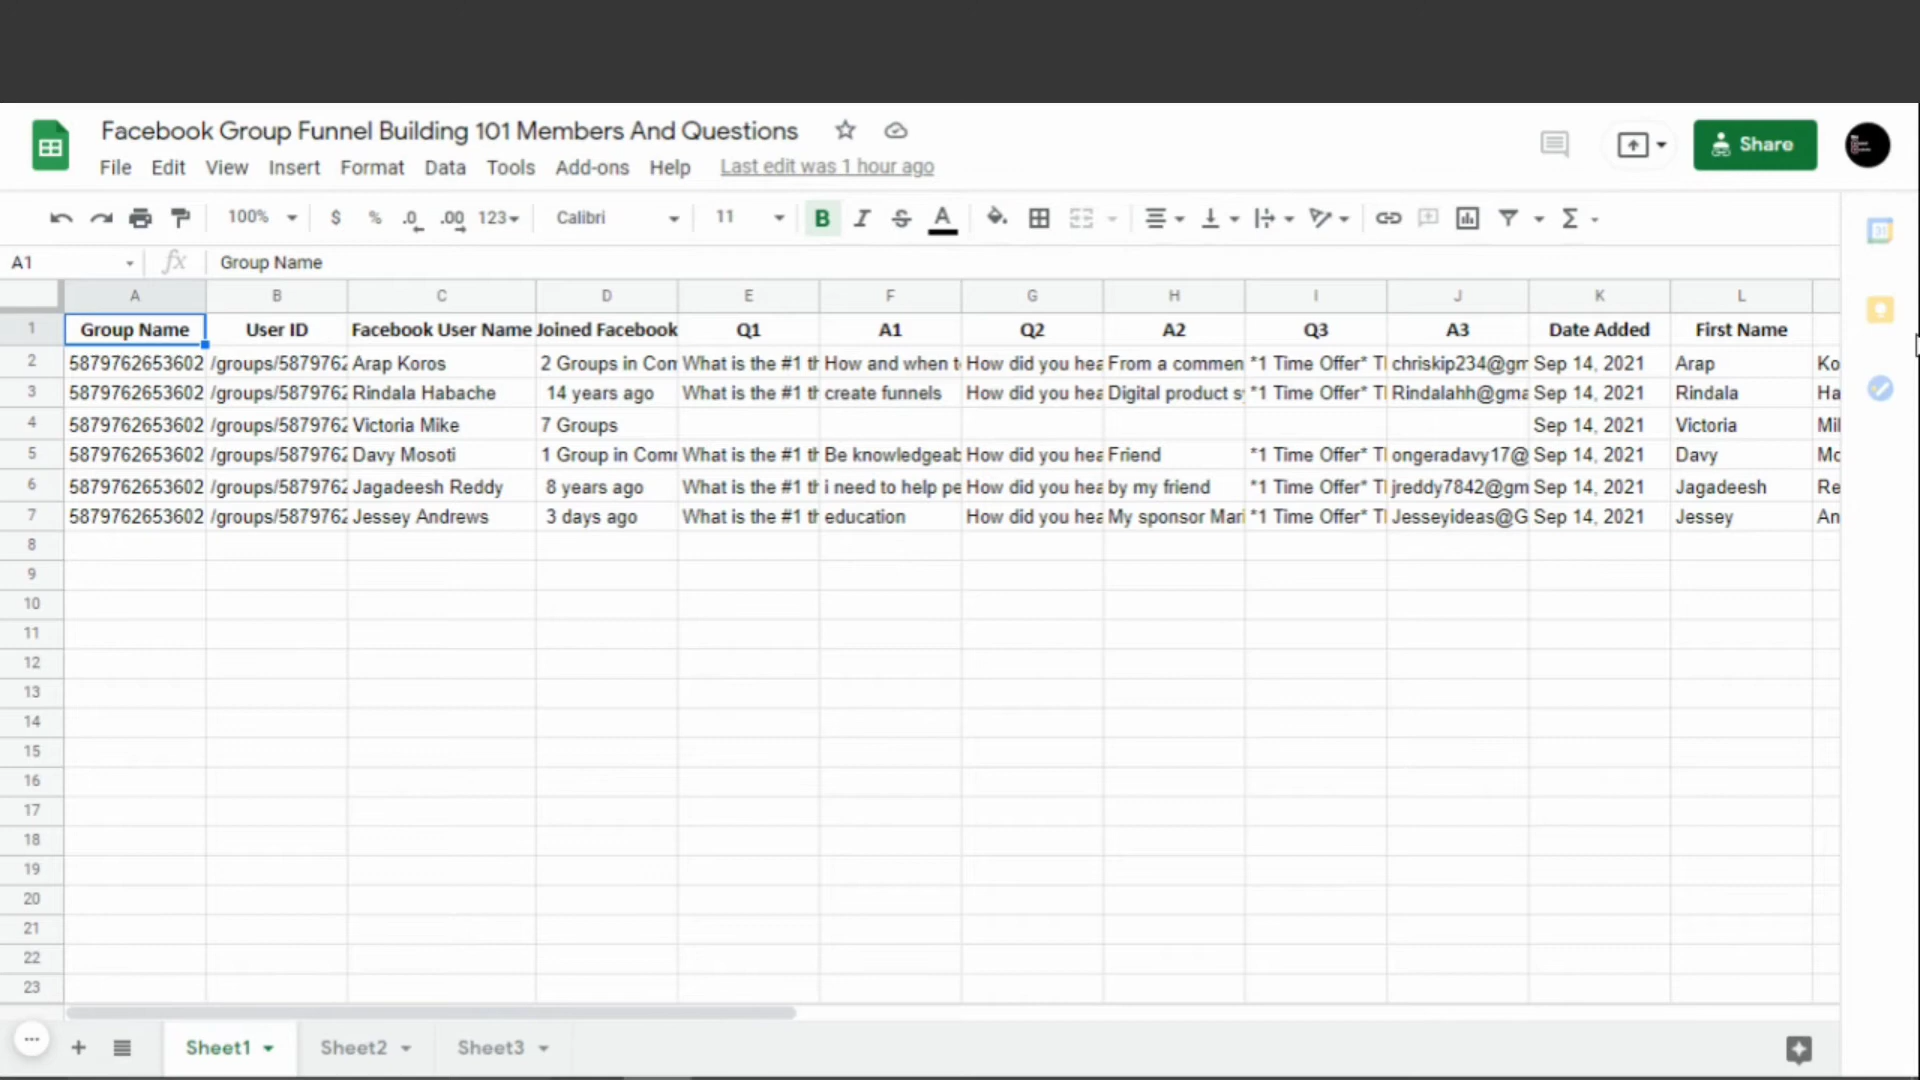 Facebook Group Funnel Building 101 Members And Questions
File Edit View Insert Format Data Tools Add-ons Help Last edit was 1 hour ago
Share
100% $ % .0 .00 123 Calibri 11 B I S A
A1 fx Group Name
A B C D E F G H I J K L
1 Group Name User ID Facebook User Name Joined Facebook Q1 A1 Q2 A2 Q3 A3 Date Added First Name
2 5879762653602 /groups/5879762 Arap Koros 2 Groups in Com What is the #1 th How and when t How did you hea From a commen *1 Time Offer* T chriskip234@gm Sep 14, 2021 Arap Ko
3 5879762653602 /groups/5879762 Rindala Habache 14 years ago What is the #1 th create funnels How did you hea Digital product s *1 Time Offer* T Rindalahh@gma Sep 14, 2021 Rindala Ha
4 5879762653602 /groups/5879762 Victoria Mike 7 Groups Sep 14, 2021 Victoria Mi
5 5879762653602 /groups/5879762 Davy Mosoti 1 Group in Com What is the #1 th Be knowledgeab How did you hea Friend *1 Time Offer* T ongeradavy17@ Sep 14, 2021 Davy Mo
6 5879762653602 /groups/5879762 Jagadeesh Reddy 8 years ago What is the #1 th i need to help pe How did you hea by my friend *1 Time Offer* T jreddy7842@gm Sep 14, 2021 Jagadeesh Re
7 5879762653602 /groups/5879762 Jessey Andrews 3 days ago What is the #1 th education How did you hea My sponsor Mari *1 Time Offer* T Jesseyideas@G Sep 14, 2021 Jessey An
8
9
10
11
12
13
14
15
16
17
18
19
20
21
22
23
Sheet1 Sheet2 Sheet3